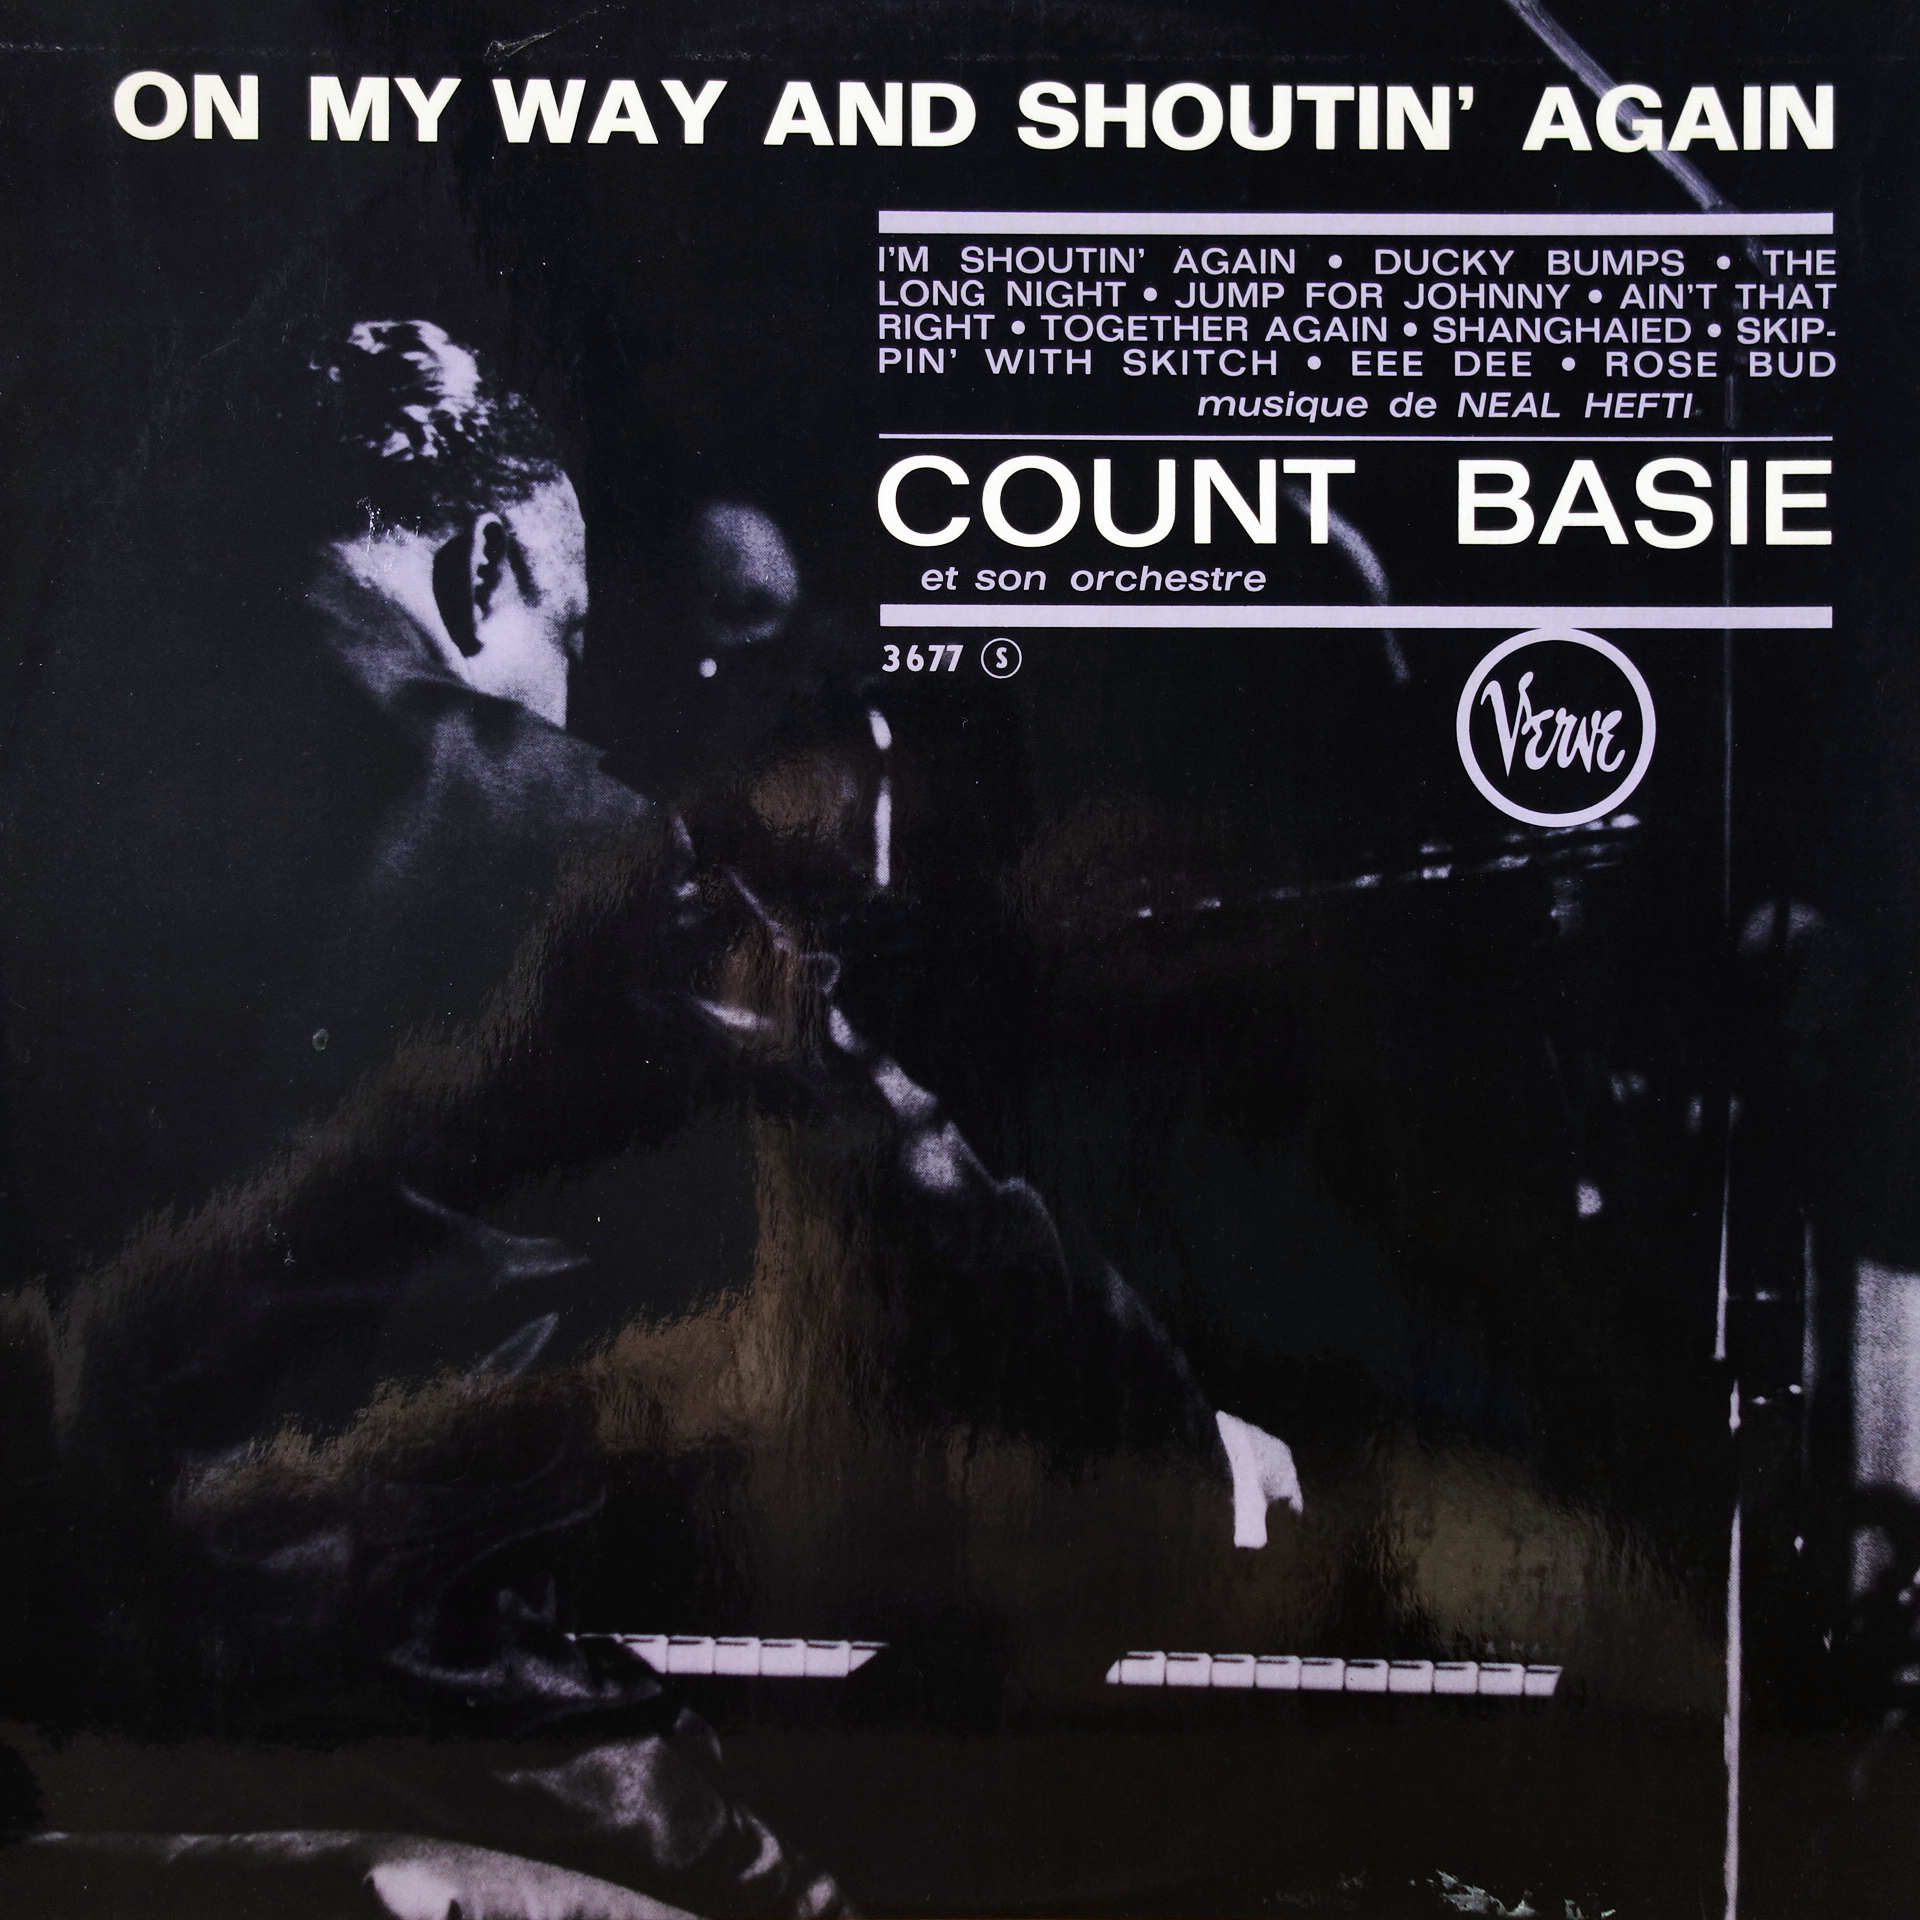 ON MY WAY AND SHOUTIN' AGAIN
I'M SHOUTIN' AGAIN • DUCKY BUMPS • THE
LONG NIGHT • JUMP FOR JOHNNY • AIN'T THAT
RIGHT • TOGETHER AGAIN • SHANGHAIED • SKIP-
PIN' WITH SKITCH • EEE DEE • ROSE BUD
musique de NEAL HEFTI
COUNT BASIE
et son orchestre
3677 Ⓢ
VERVE